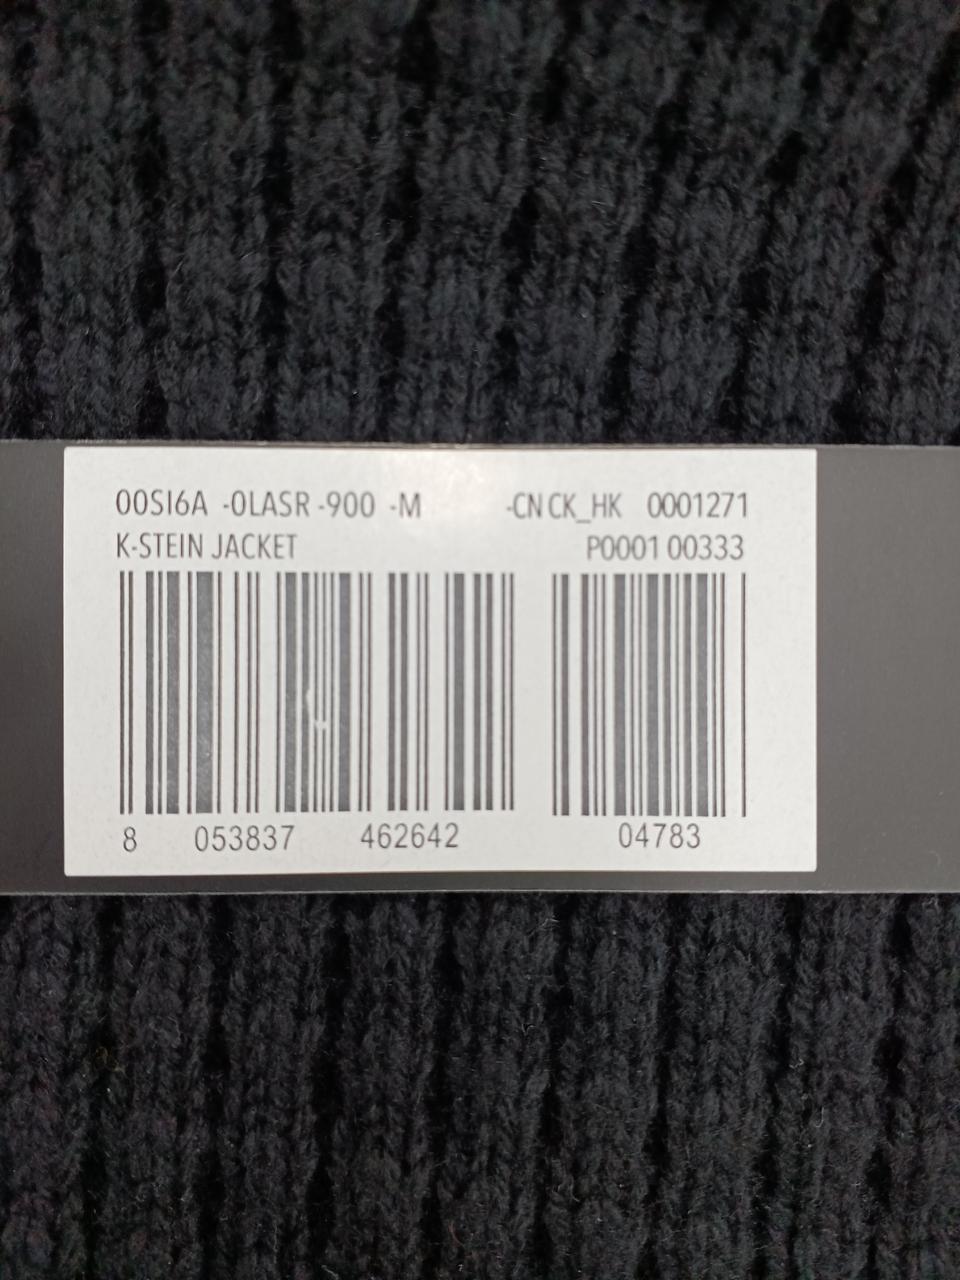 00SI6A -0LASR -900 -M -CN CK_HK 0001271
K-STEIN JACKET P0001 00333
8 053837 462642 04783